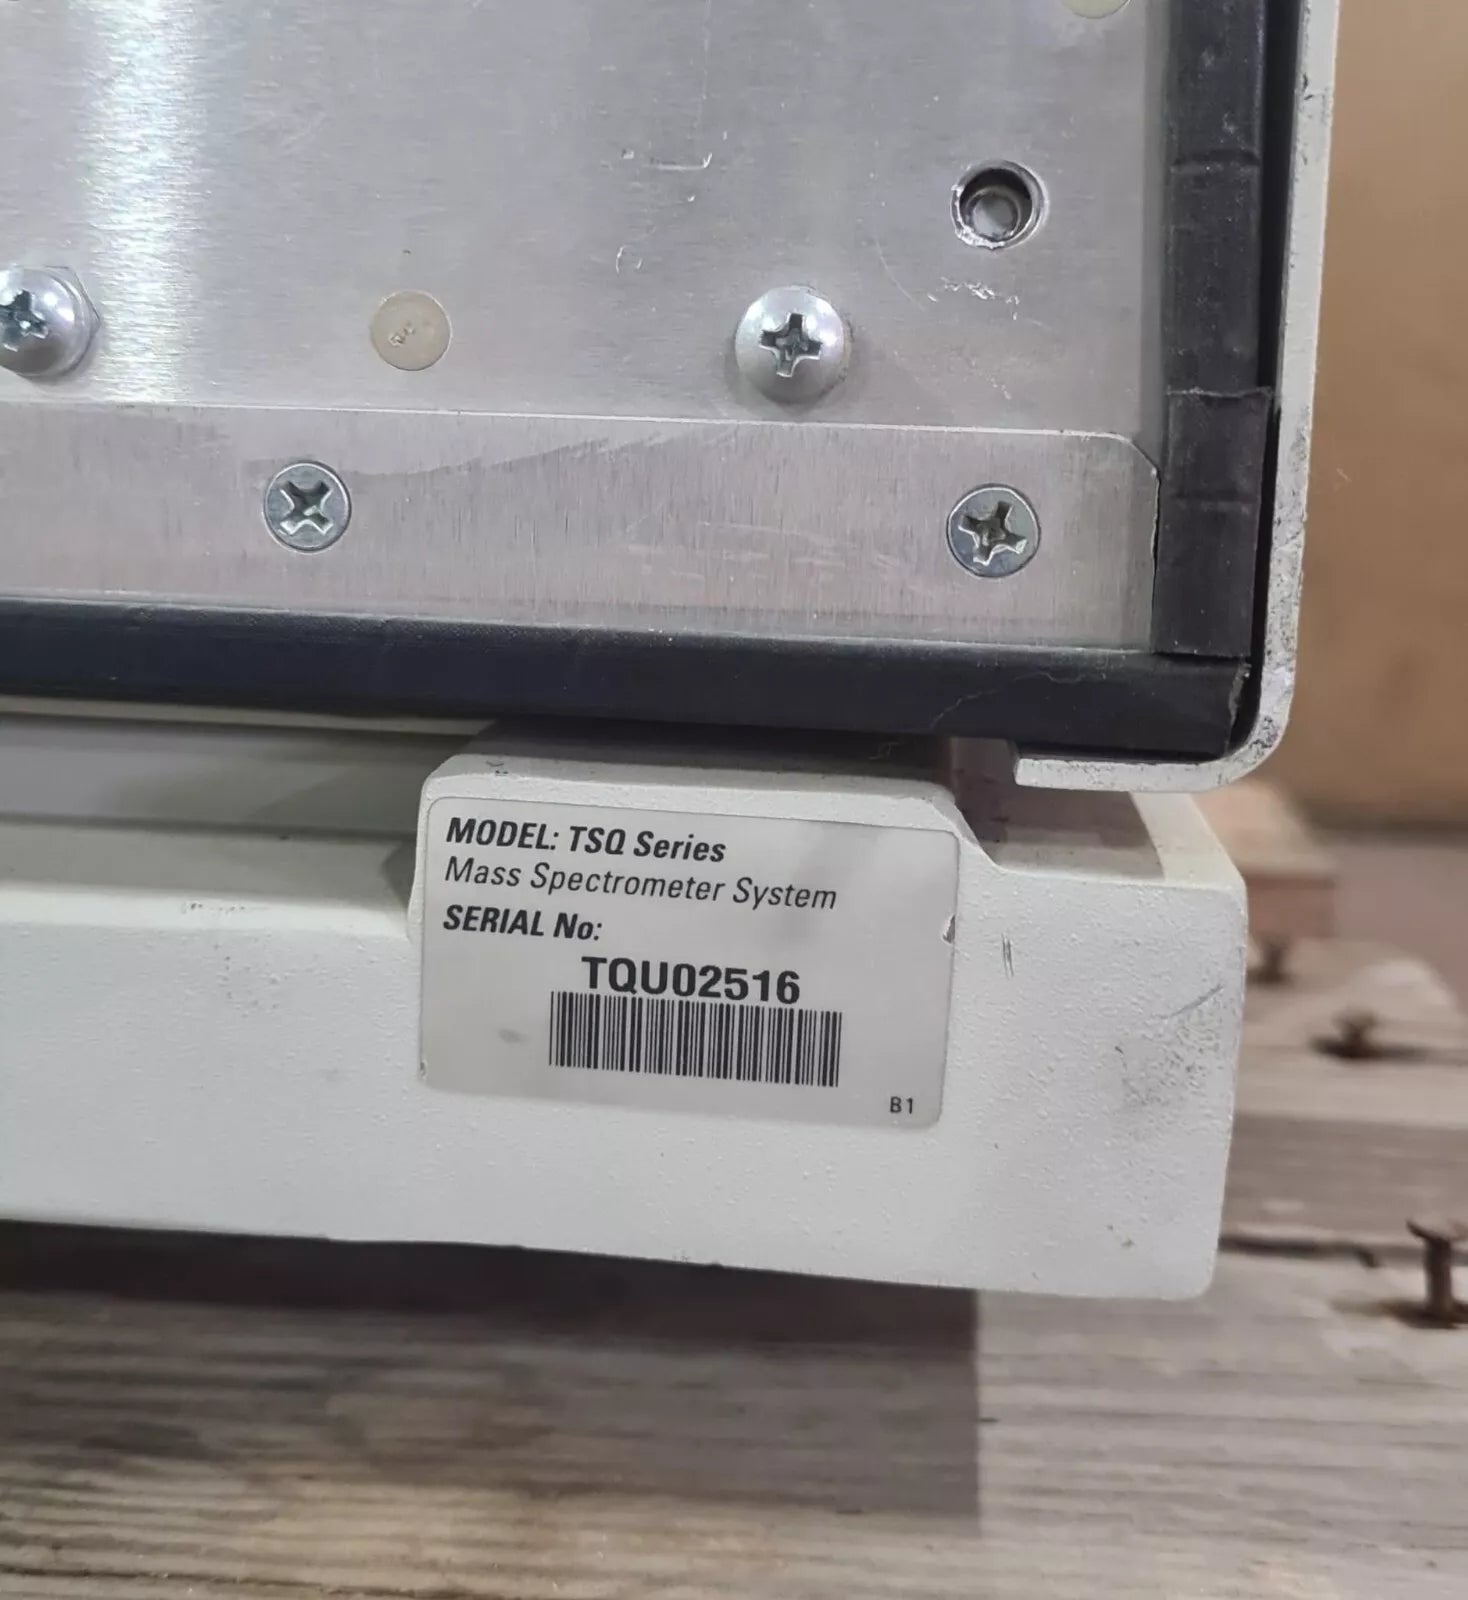 MODEL: TSQ Series
Mass Spectrometer System
SERIAL No:
TQU02516
B1